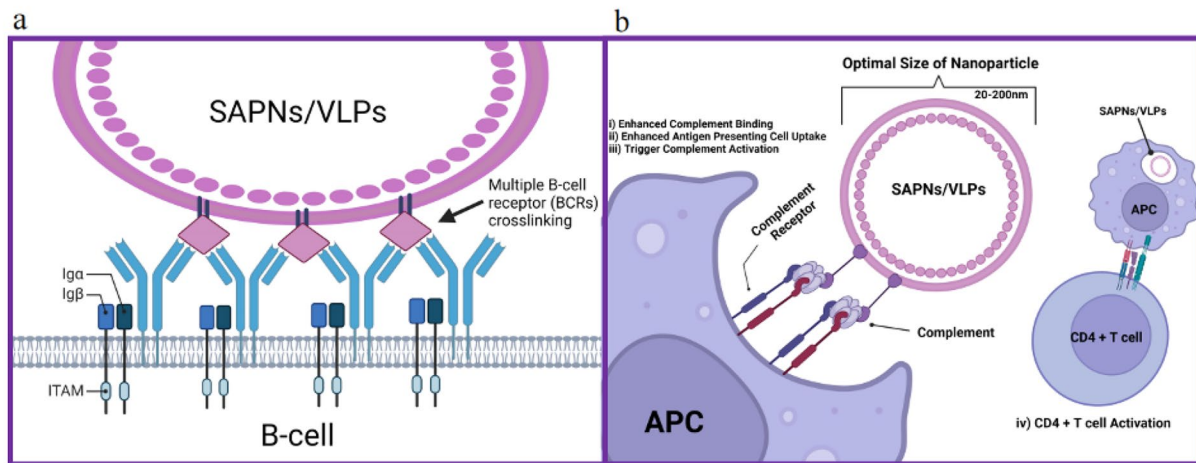 a
SAPNs/VLPs
Multiple B-cell
receptor (BCRs)
crosslinking
Igα
Igβ
ITAM
B-cell
b
Optimal Size of Nanoparticle
20-200nm
i) Enhanced Complement Binding
ii) Enhanced Antigen Presenting Cell Uptake
iii) Trigger Complement Activation
SAPNs/VLPs
Complement
Receptor
SAPNs/VLPs
APC
Complement
CD4 + T cell
APC
iv) CD4 + T cell Activation